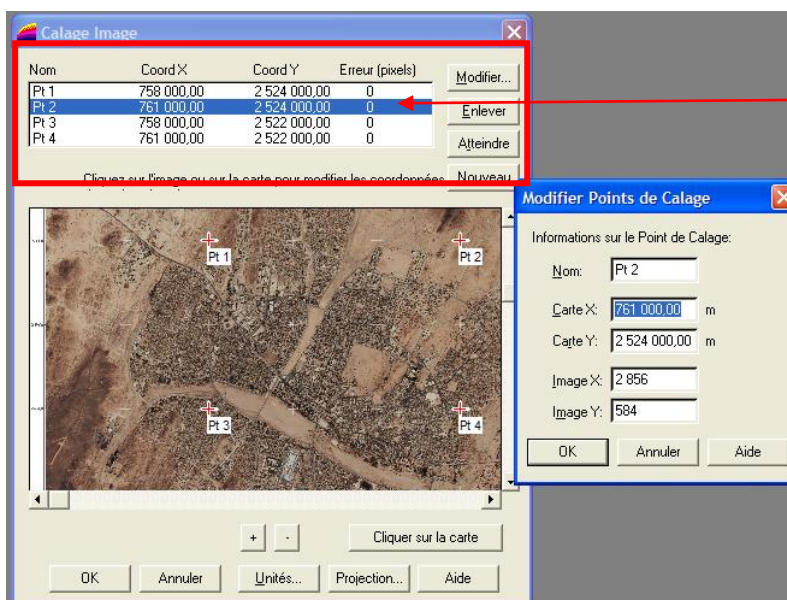 Calage Image
Nom Coord X Coord Y Erreur (pixels)
Pt 1 758 000,00 2 524 000,00 0
Pt 2 761 000,00 2 524 000,00 0
Pt 3 758 000,00 2 522 000,00 0
Pt 4 761 000,00 2 522 000,00 0
Modifier...
Enlever
Atteindre
Nouveau
Cliquez sur l'image ou sur la carte pour modifier les coordonnées
Pt 1
Pt 2
Pt 3
Pt 4
+ -
Cliquer sur la carte
OK Annuler Unités... Projection... Aide
Modifier Points de Calage
Informations sur le Point de Calage:
Nom: Pt 2
Carte X: 761 000,00 m
Carte Y: 2 524 000,00 m
Image X: 2 856
Image Y: 584
OK Annuler Aide